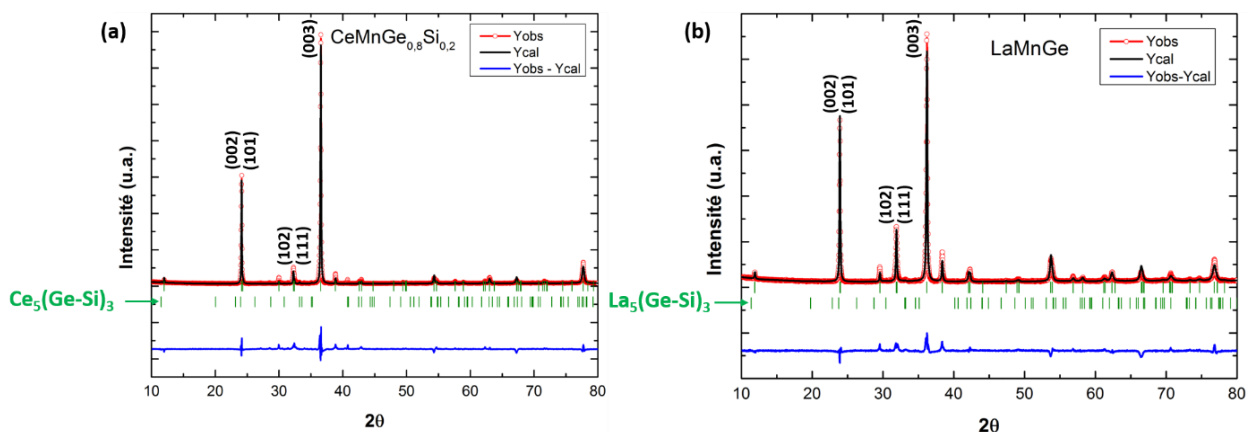 (a)
CeMnGe0,8Si0,2
Yobs
Ycal
Yobs - Ycal
(003)
(002)
(101)
(102)
(111)
Intensité (u.a.)
Ce5(Ge-Si)3
10 20 30 40 50 60 70 80
2θ
(b)
LaMnGe
Yobs
Ycal
Yobs-Ycal
(003)
(002)
(101)
(102)
(111)
Intensité (u.a.)
La5(Ge-Si)3
10 20 30 40 50 60 70 80
2θ